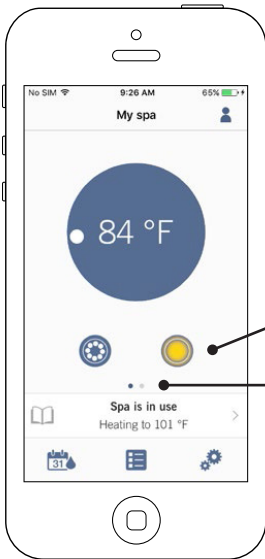 No SIM 9:26 AM 65%
My spa
84 °F
Spa is in use
Heating to 101 °F
31